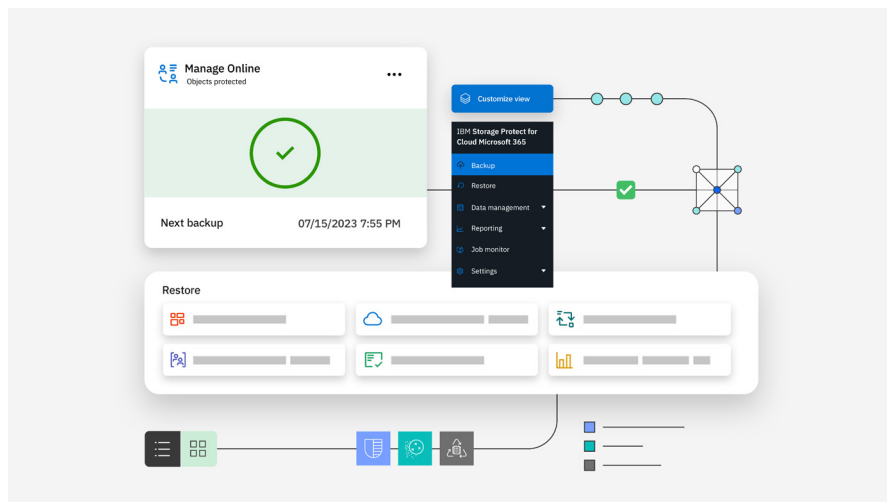 Manage Online
Objects protected
Next backup
07/15/2023 7:55 PM
Customize view
IBM Storage Protect for
Cloud Microsoft 365
Backup
Restore
Data management
Reporting
Job monitor
Settings
Restore